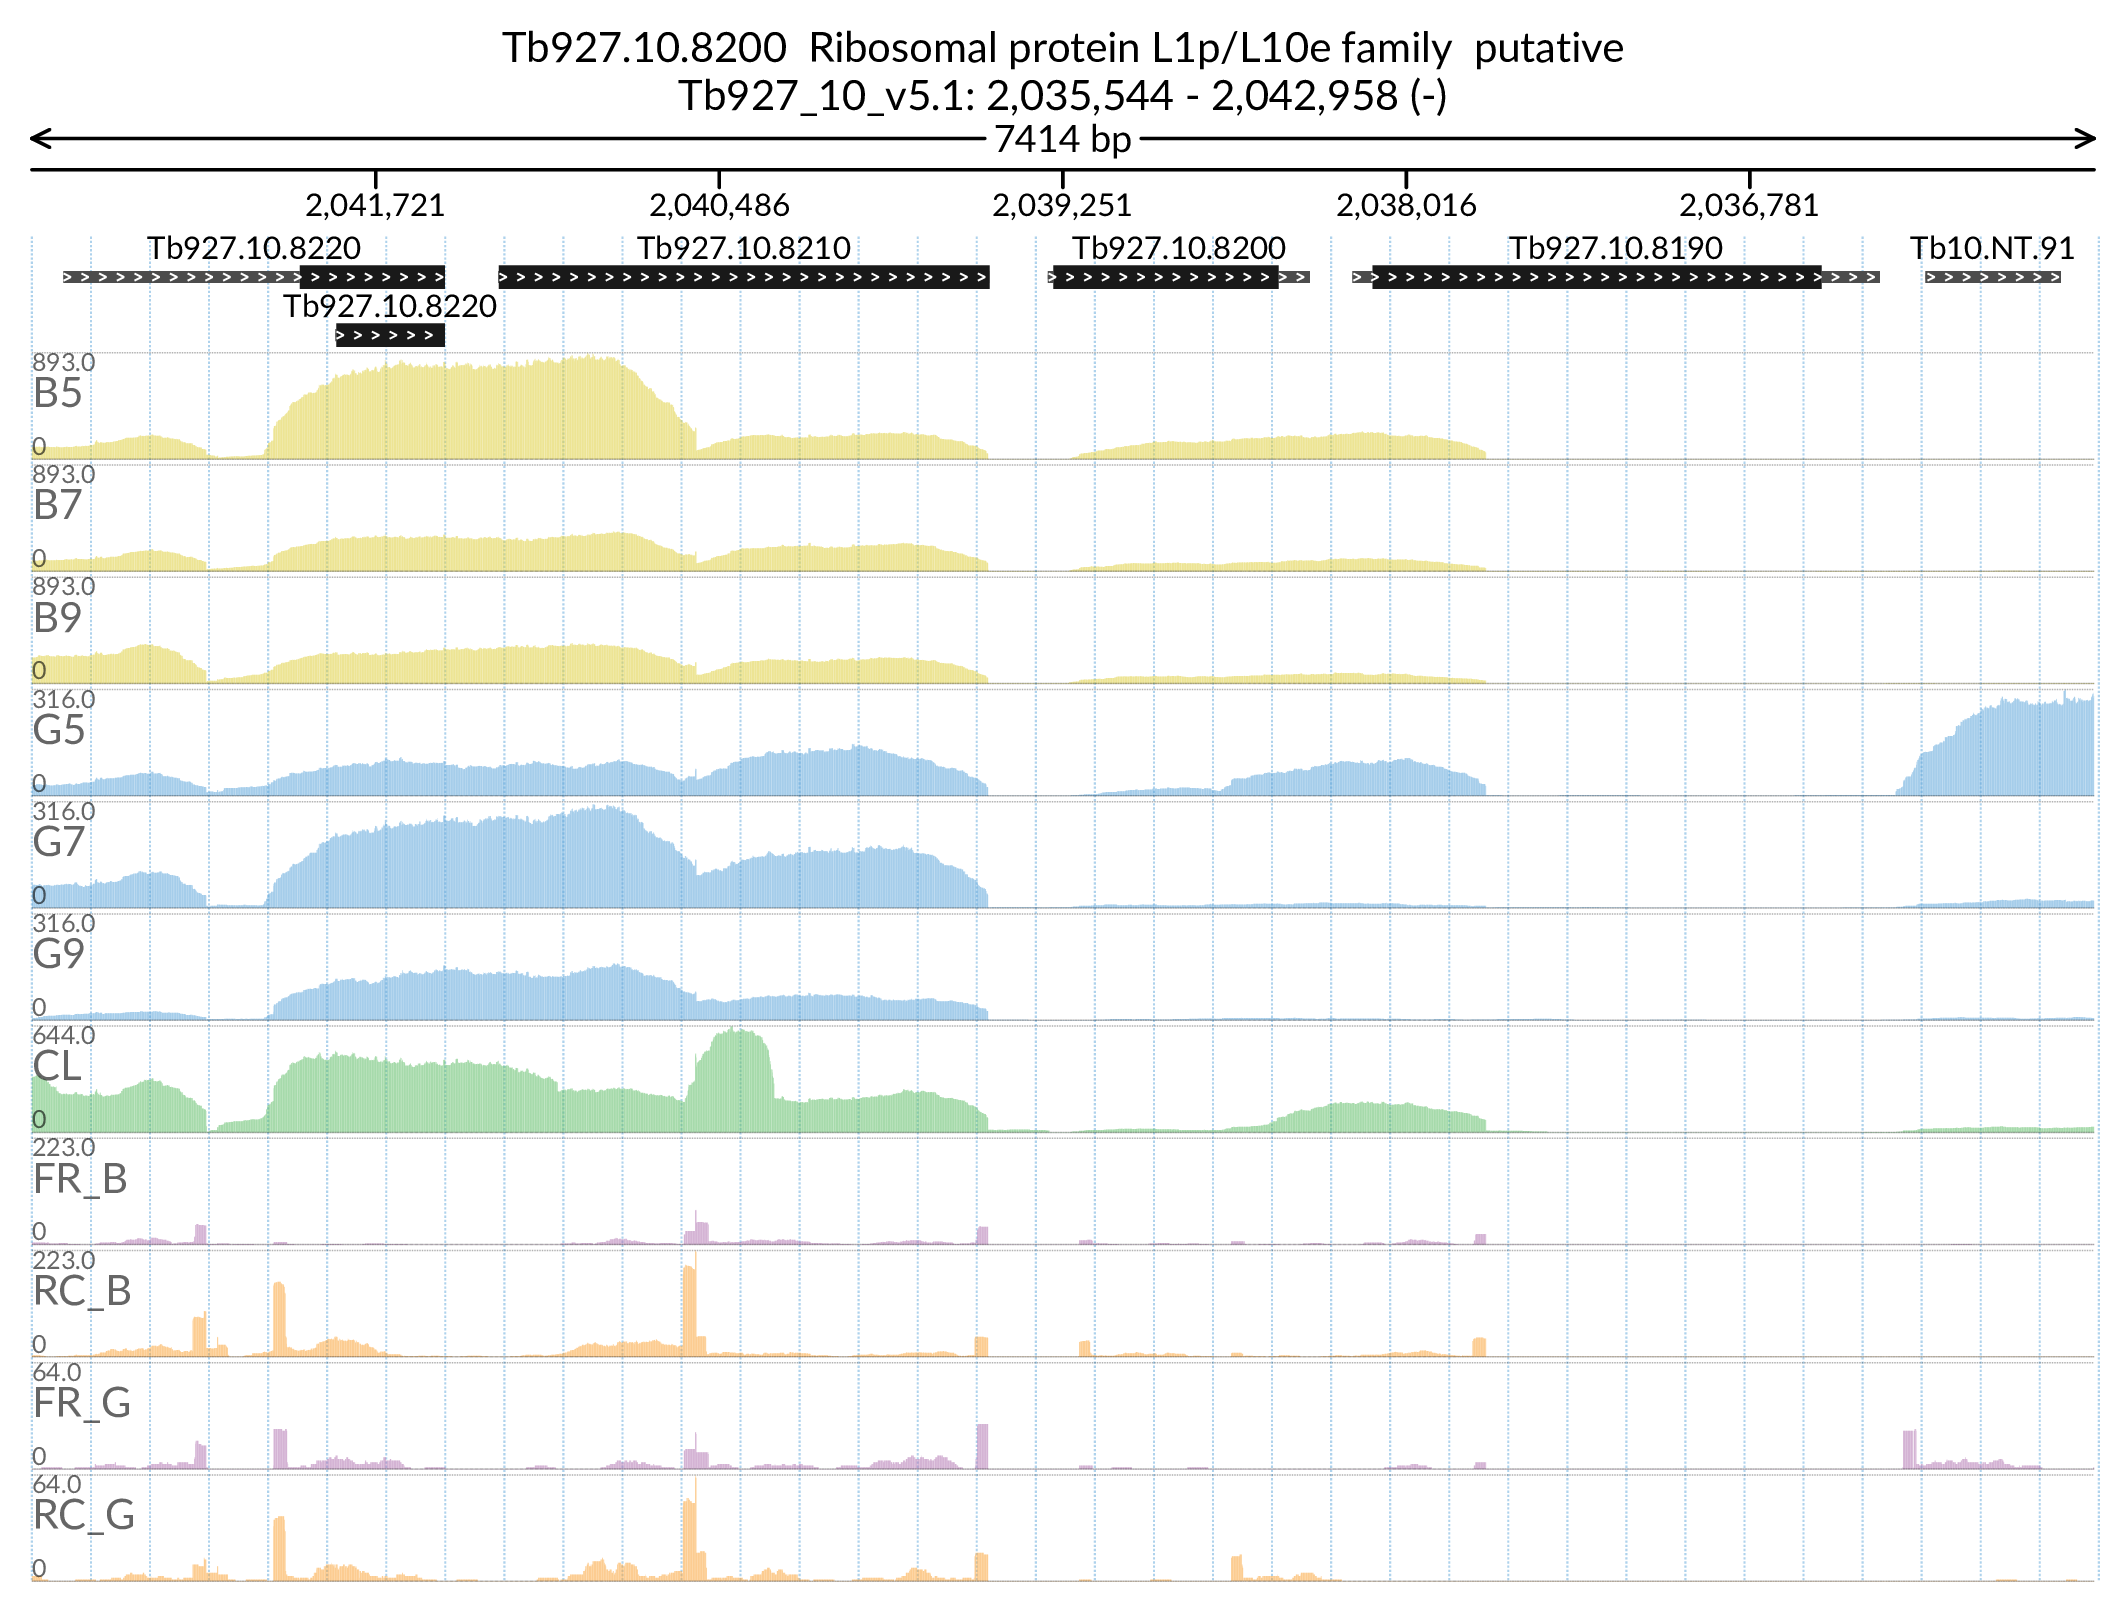 Tb927.10.8200  Ribosomal protein L1p/L10e family  putative
Tb927_10_v5.1: 2,035,544 - 2,042,958 (-)
7414 bp
2,041,721 2,040,486 2,039,251 2,038,016 2,036,781
Tb927.10.8220 Tb927.10.8210 Tb927.10.8200 Tb927.10.8190 Tb10.NT.91
Tb927.10.8220
893.0
B5
0
893.0
B7
0
893.0
B9
0
316.0
G5
0
316.0
G7
0
316.0
G9
0
644.0
CL
0
223.0
FR_B
0
223.0
RC_B
0
64.0
FR_G
0
64.0
RC_G
0